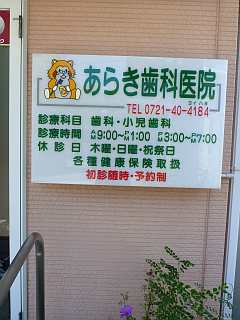 あらき歯科医院
TEL 0721-40-4184
診療科目 歯科・小児歯科
診療時間 AM9:00~PM1:00 PM3:00~PM7:00
休診日 木曜・日曜・祝祭日
各種健康保険取扱
初診随時・予約制